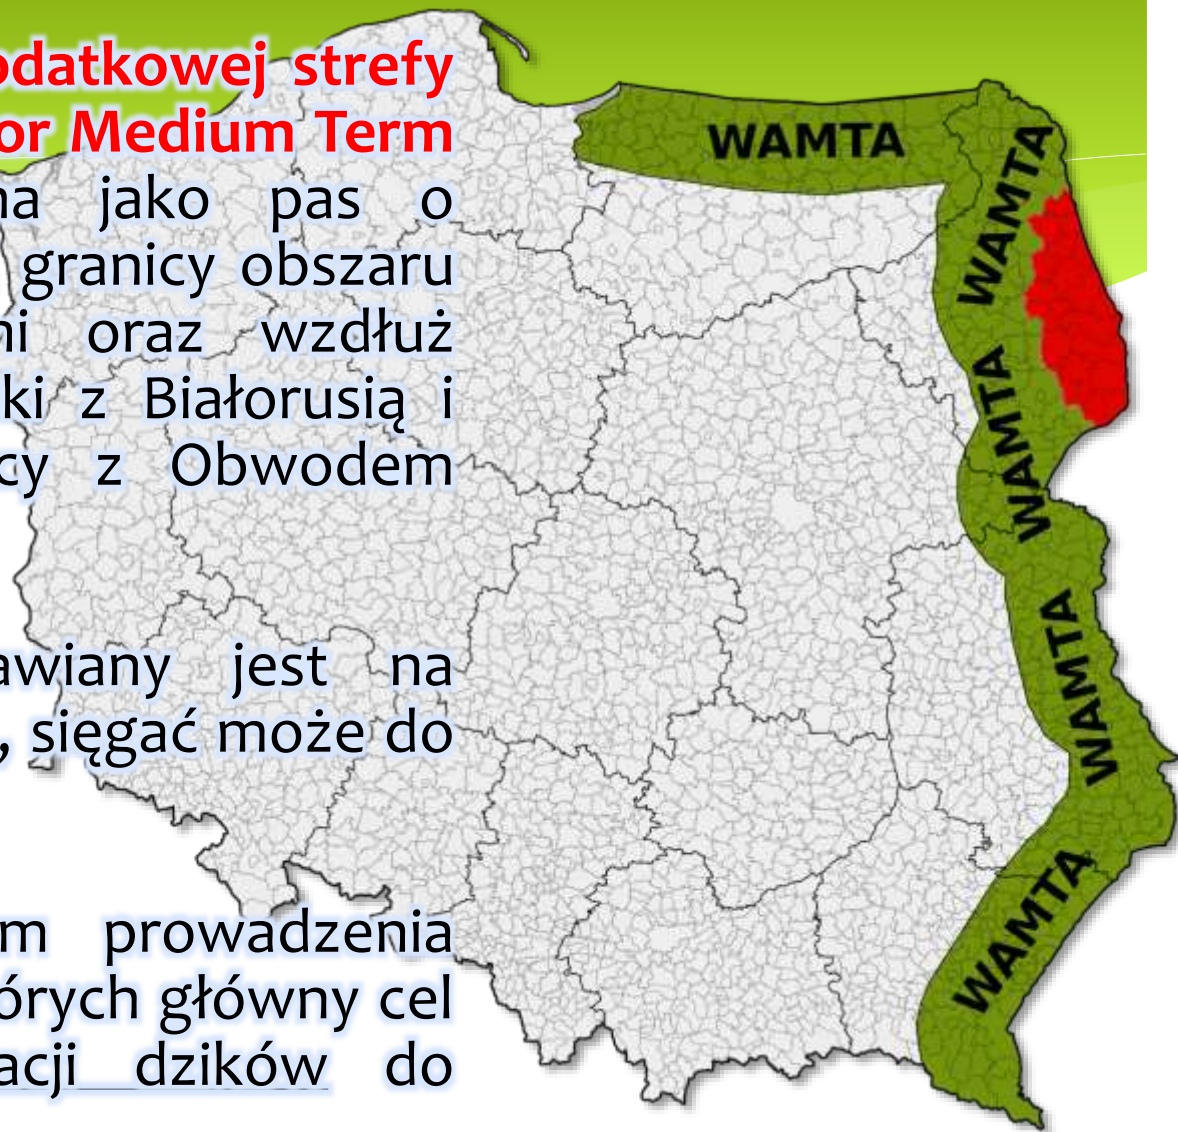 odatkowej strefy
or Medium Term
na jako pas o
granicy obszaru
ni oraz wzdłuż
ki z Białorusią i
cy z Obwodem
awiany jest na
, sięgać może do
m prowadzenia
órych główny cel
acji dzików do
WAMTA
WAMTA
WAMTA
WAMTA
WAMTA
WAMTA